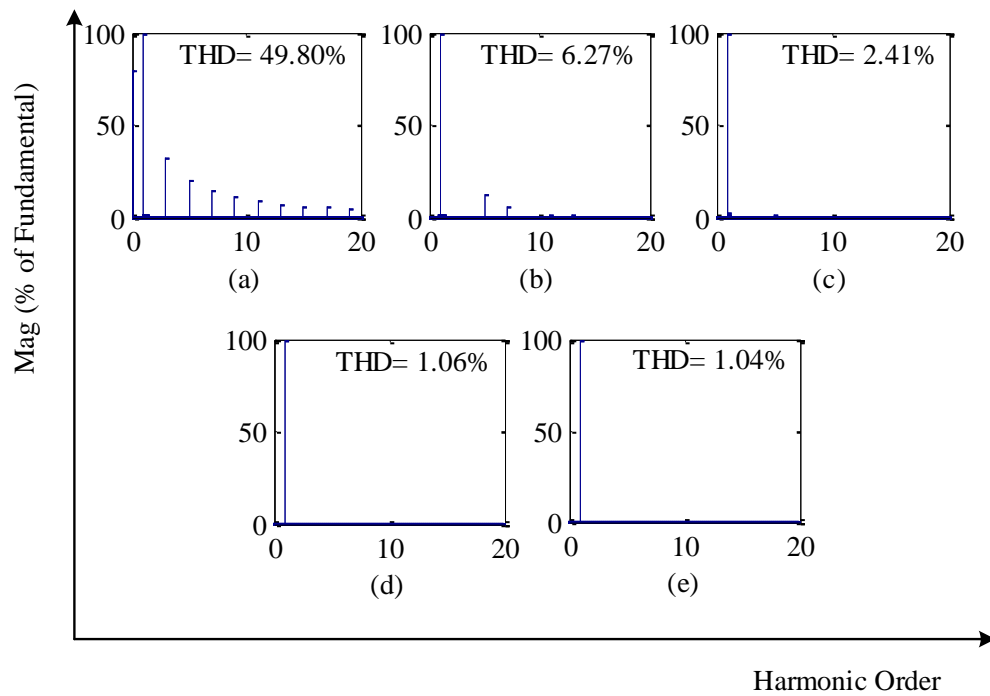 Mag (% of Fundamental)
100
50
0
THD= 49.80%
0
10
20
(a)
100
50
0
THD= 6.27%
0
10
20
(b)
100
50
0
THD= 2.41%
0
10
20
(c)
100
50
0
THD= 1.06%
0
10
20
(d)
100
50
0
THD= 1.04%
0
10
20
(e)
Harmonic Order